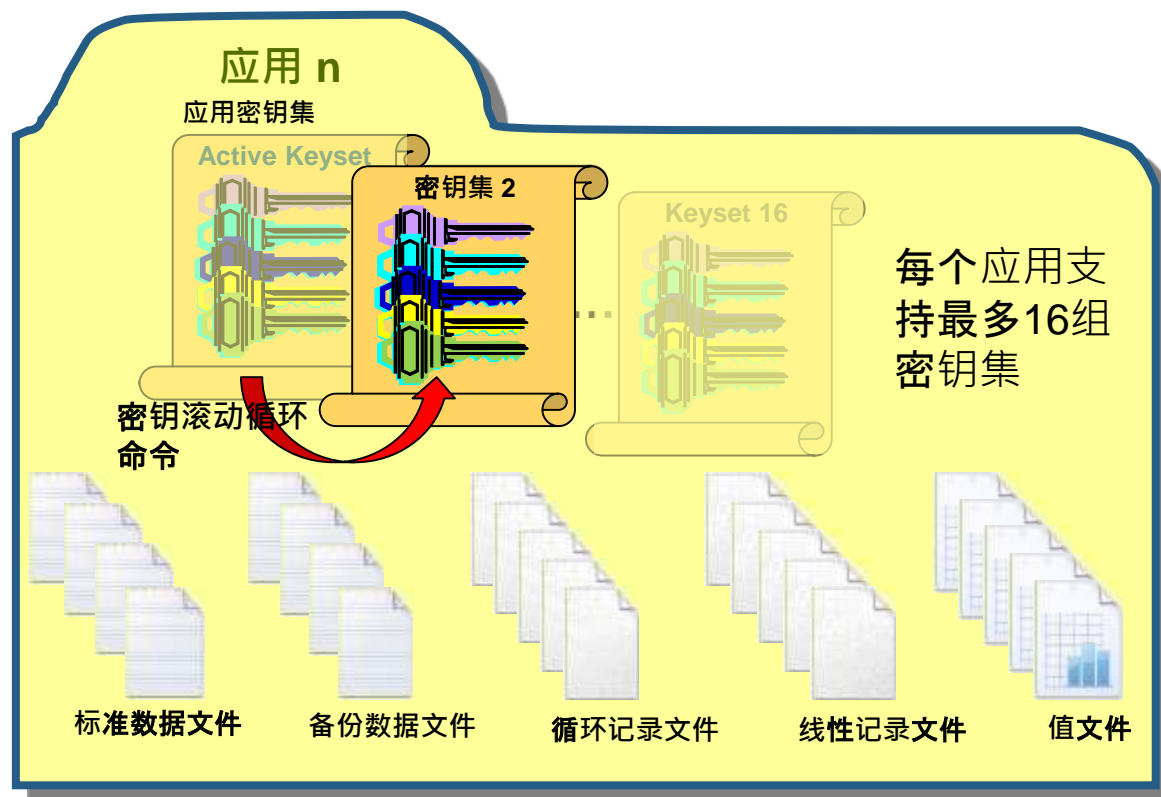 应用 n
应用密钥集
Active Keyset
密钥集 2
Keyset 16
每个应用支
持最多16组
密钥集
密钥滚动循环
命令
标准数据文件
备份数据文件
循环记录文件
线性记录文件
值文件